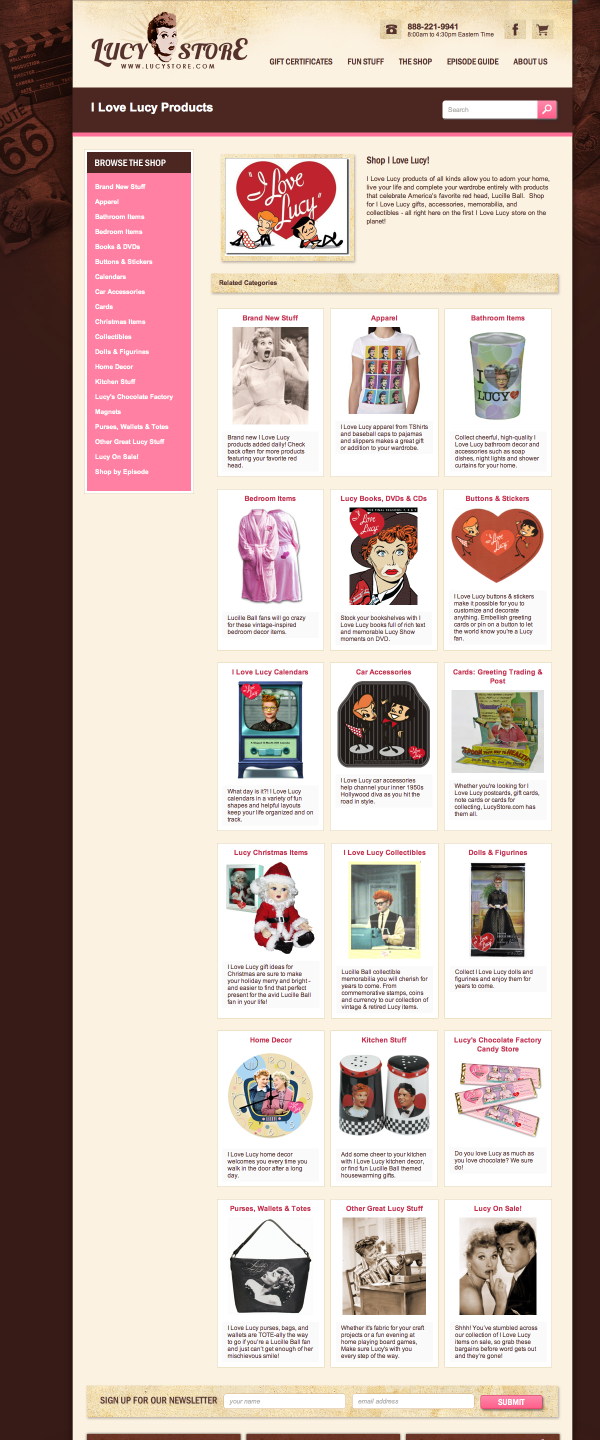 LUCY STORE
WWW.LUCYSTORE.COM
888-221-9941
8:00am to 4:30pm Eastern Time
GIFT CERTIFICATES
FUN STUFF
THE SHOP
EPISODE GUIDE
ABOUT US
ROUTE
66
I Love Lucy Products
Search
BROWSE THE SHOP
Brand New Stuff
Apparel
Bathroom Items
Bedroom Items
Books & DVDs
Buttons & Stickers
Calendars
Car Accessories
Cards
Christmas Items
Collectibles
Dolls & Figurines
Home Decor
Kitchen Stuff
Lucy's Chocolate Factory
Magnets
Purses, Wallets & Totes
Other Great Lucy Stuff
Lucy On Sale!
Shop by Episode
"I Love
Lucy"
Shop I Love Lucy!
I Love Lucy products of all kinds allow you to adorn your home,
live your life and complete your wardrobe entirely with products
that celebrate America's favorite red head, Lucille Ball. Shop
for I Love Lucy gifts, accessories, memorabilia, and
collectibles - all right here on the first I Love Lucy store on the
planet!
Related Categories
Brand New Stuff
Brand new I Love Lucy
products added daily! Check
back often for more products
featuring your favorite red
head.
Apparel
I Love Lucy apparel from TShirts
and baseball caps to pajamas
and slippers makes a great gift
or addition to your wardrobe.
Bathroom Items
I
LUCY
Collect cheerful, high-quality I
Love Lucy bathroom decor and
accessories such as soap
dishes, night lights and shower
curtains for your home.
Bedroom Items
Lucille Ball fans will go crazy
for these vintage-inspired
bedroom decor items.
Lucy Books, DVDs & CDs
I Love
Lucy
Stock your bookshelves with I
Love Lucy books full of rich text
and memorable Lucy Show
moments on DVD.
Buttons & Stickers
I Love
Lucy
I Love Lucy buttons & stickers
make it possible for you to
customize and decorate
anything. Embellish greeting
cards or pin on a button to let
the world know you're a Lucy
fan.
I Love Lucy Calendars
What day is it?! I Love Lucy
calendars in a variety of fun
shapes and helpful layouts
keep your life organized and on
track.
Car Accessories
I Love Lucy car accessories
help channel your inner 1950s
Hollywood diva as you hit the
road in style.
Cards: Greeting Trading &
Post
Whether you're looking for I
Love Lucy postcards, gift cards,
note cards or cards for
collecting, LucyStore.com has
them all.
Lucy Christmas Items
I Love Lucy gift ideas for
Christmas are sure to make
your holiday merry and bright -
and easier to find that perfect
present for the avid Lucille Ball
fan in your life!
I Love Lucy Collectibles
Lucille Ball collectible
memorabilia you will cherish for
years to come. From
commemorative stamps, coins
and currency to our collection of
vintage & retired Lucy items.
Dolls & Figurines
I Love
Lucy
Collect I Love Lucy dolls and
figurines and enjoy them for
years to come.
Home Decor
I Love Lucy home decor
welcomes you every time you
walk in the door after a long
day.
Kitchen Stuff
Add some cheer to your kitchen
with I Love Lucy kitchen decor,
or find fun Lucille Ball themed
housewarming gifts.
Lucy's Chocolate Factory
Candy Store
Do you love Lucy as much as
you love chocolate? We sure
do!
Purses, Wallets & Totes
I Love Lucy purses, bags, and
wallets are TOTE-ally the way
to go if you're a Lucille Ball fan
and just can't get enough of her
mischievous smile!
Other Great Lucy Stuff
Whether it's fabric for your craft
projects or a fun evening at
home playing board games,
Make sure Lucy's with you
every step of the way.
Lucy On Sale!
Shhh! You've stumbled across
our collection of I Love Lucy
items on sale, so grab these
bargains before word gets out
and they're gone!
SIGN UP FOR OUR NEWSLETTER
your name
email address
SUBMIT